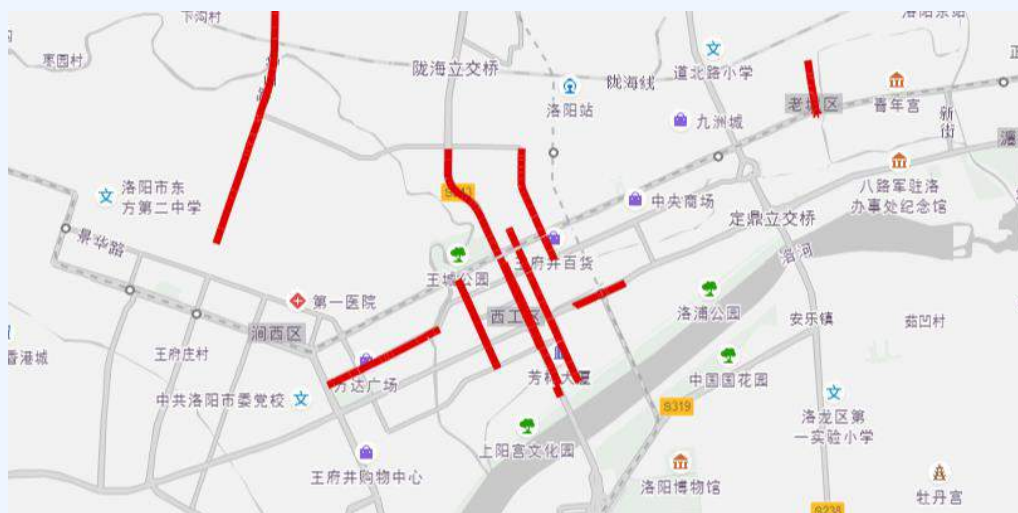 下沟村
洛阳东站
枣园村
陇海立交桥
陇海线
道北路小学
洛阳站
九洲城
老城区
青年宫
新街
正
瀍
八路军驻洛
办事处纪念馆
洛阳市东
方第二中学
中央商场
定鼎立交桥
景华路
王府井百货
洛河
王城公园
第一医院
西工区
洛浦公园
安乐镇
茹凹村
涧西区
香港城
王府庄村
万达广场
芳林大厦
中国国花园
中共洛阳市委党校
S319
洛龙区第
一实验小学
上阳宫文化园
王府井购物中心
洛阳博物馆
牡丹宫
S238